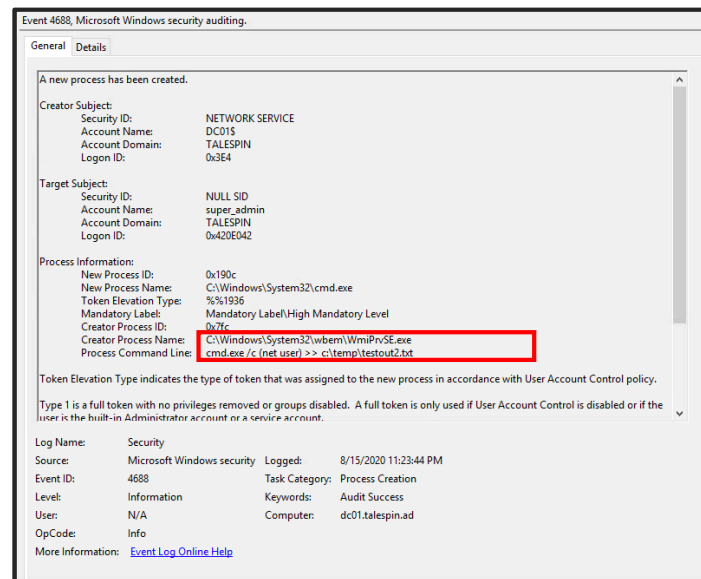 Event 4688, Microsoft Windows security auditing.
General Details
A new process has been created.
Creator Subject:
Security ID: NETWORK SERVICE
Account Name: DC01$
Account Domain: TALESPIN
Logon ID: 0x3E4
Target Subject:
Security ID: NULL SID
Account Name: super_admin
Account Domain: TALESPIN
Logon ID: 0x420E042
Process Information:
New Process ID: 0x190c
New Process Name: C:\Windows\System32\cmd.exe
Token Elevation Type: %%1936
Mandatory Label: Mandatory Label\High Mandatory Level
Creator Process ID: 0x7fc
Creator Process Name: C:\Windows\System32\wbem\WmiPrvSE.exe
Process Command Line: cmd.exe /c (net user) >> c:\temp\testout2.txt
Token Elevation Type indicates the type of token that was assigned to the new process in accordance with User Account Control policy.
Type 1 is a full token with no privileges removed or groups disabled. A full token is only used if User Account Control is disabled or if the
user is the built-in Administrator account or a service account.
Log Name: Security
Source: Microsoft Windows security Logged: 8/15/2020 11:23:44 PM
Event ID: 4688 Task Category: Process Creation
Level: Information Keywords: Audit Success
User: N/A Computer: dc01.talespin.ad
OpCode: Info
More Information: Event Log Online Help